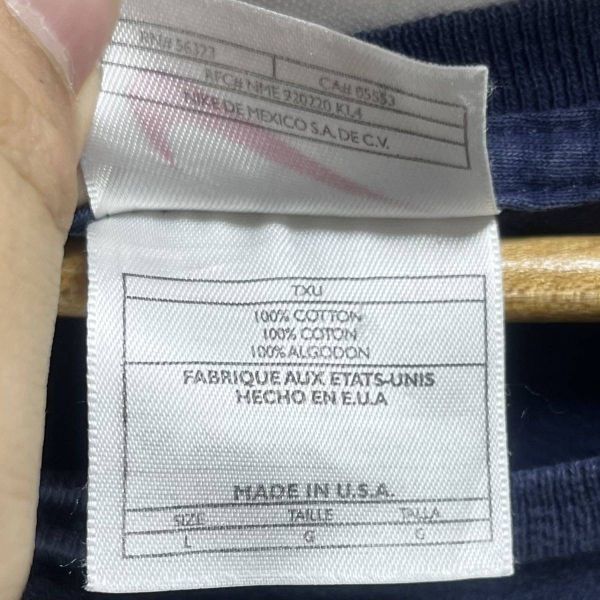 RN# 56323
CA# 05553
RFC# NME 920220 KL4
NIKE DE MEXICO S.A. DE C.V.
TXU
100% COTTON
100% COTON
100% ALGODON
FABRIQUE AUX ETATS-UNIS
HECHO EN E.U.A
MADE IN U.S.A.
SIZE TAILLE TALLA
L G G